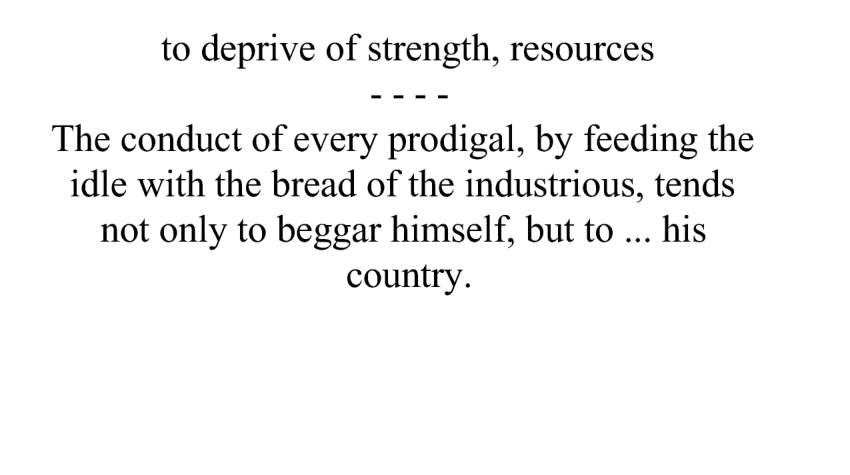 to deprive of strength, resources
- - - -
The conduct of every prodigal, by feeding the
idle with the bread of the industrious, tends
not only to beggar himself, but to ... his
country.